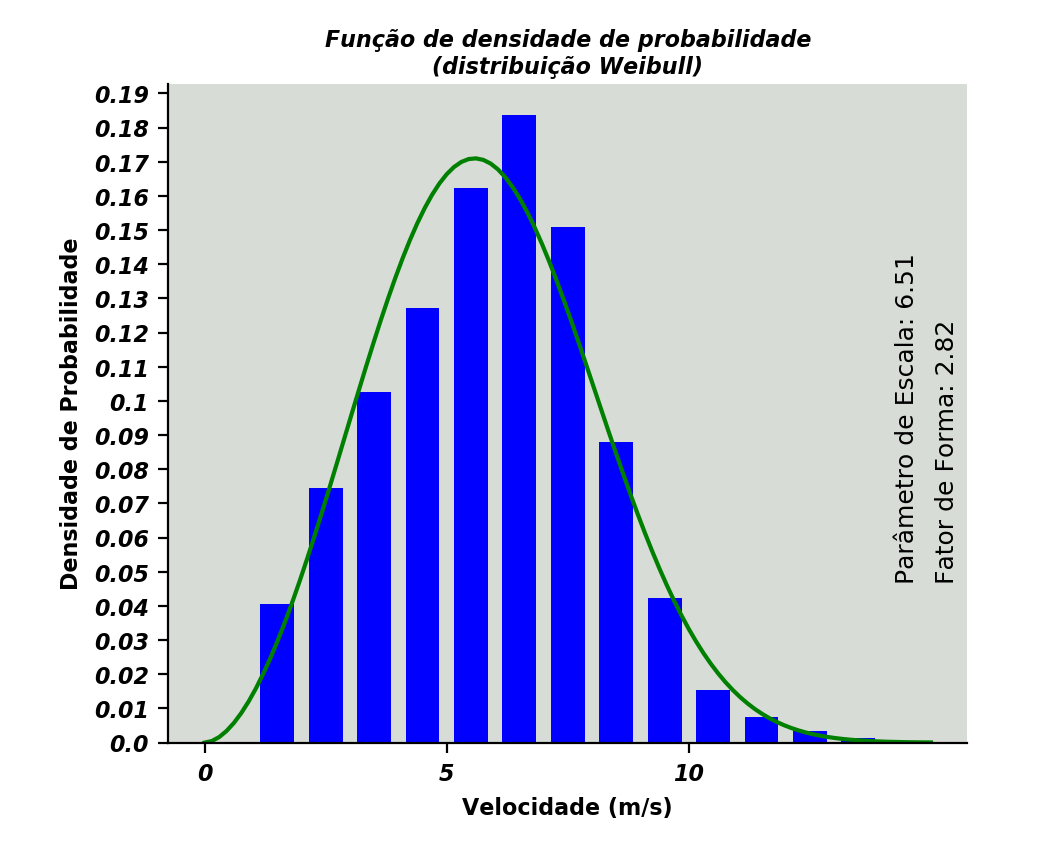 Função de densidade de probabilidade
(distribuição Weibull)
Densidade de Probabilidade
0.19
0.18
0.17
0.16
0.15
0.14
0.13
0.12
0.11
0.1
0.09
0.08
0.07
0.06
0.05
0.04
0.03
0.02
0.01
0.0
Parâmetro de Escala: 6.51
Fator de Forma: 2.82
0 5 10
Velocidade (m/s)